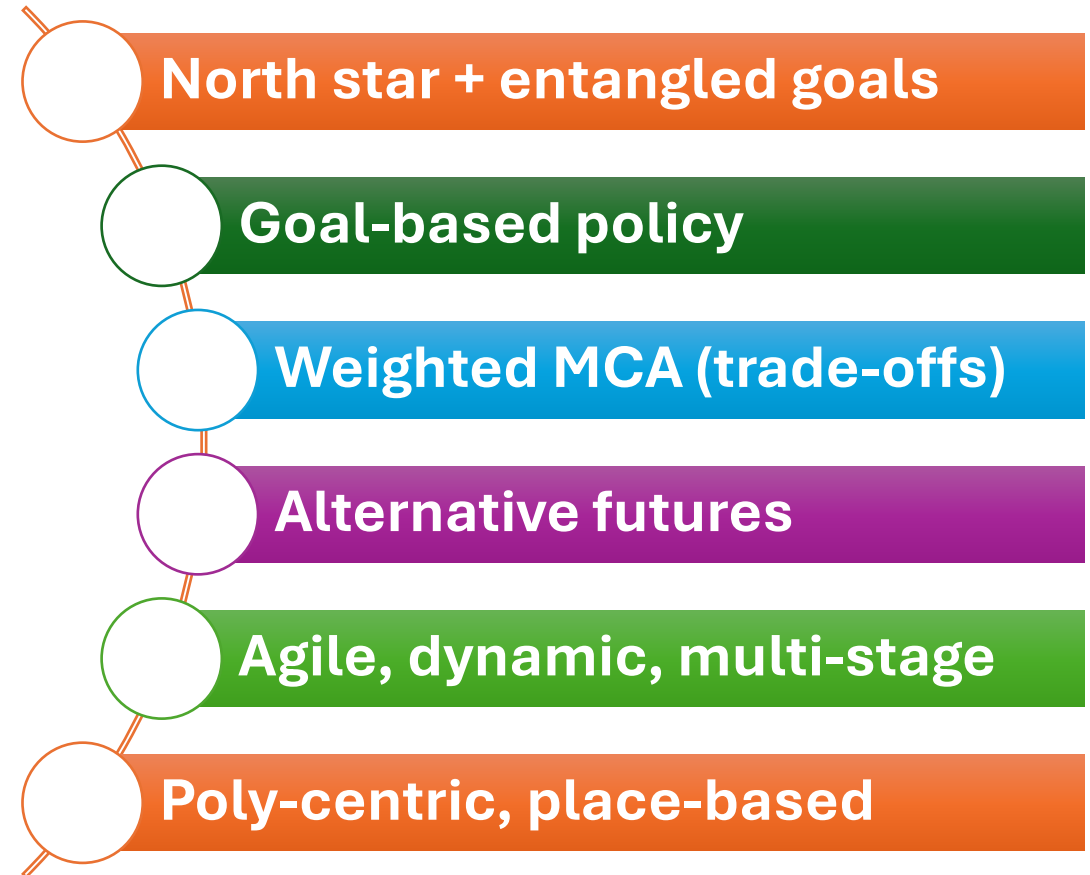 North star + entangled goals
Goal-based policy
Weighted MCA (trade-offs)
Alternative futures
Agile, dynamic, multi-stage
Poly-centric, place-based